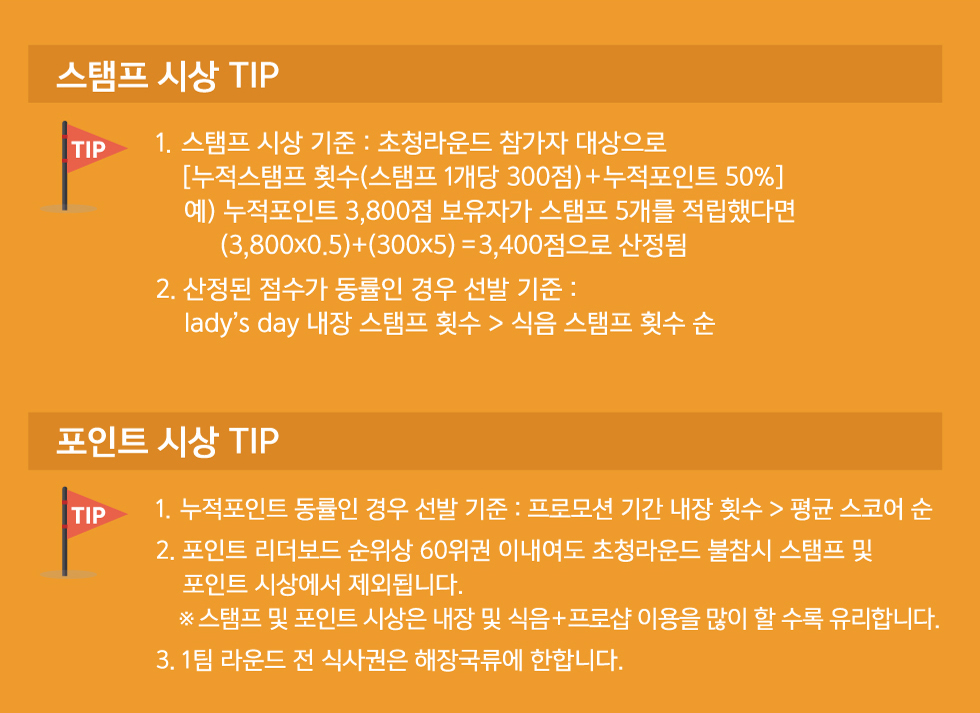 스탬프 시상 TIP
TIP
1. 스탬프 시상 기준 : 초청라운드 참가자 대상으로
[누적스탬프 횟수(스탬프 1개당 300점)+누적포인트 50%]
예) 누적포인트 3,800점 보유자가 스탬프 5개를 적립했다면
(3,800x0.5)+(300x5) =3,400점으로 산정됨
2. 산정된 점수가 동률인 경우 선발 기준 :
lady's day 내장 스탬프 횟수 > 식음 스탬프 횟수 순
포인트 시상 TIP
TIP
1. 누적포인트 동률인 경우 선발 기준 : 프로모션 기간 내장 횟수 > 평균 스코어 순
2. 포인트 리더보드 순위상 60위권 이내여도 초청라운드 불참시 스탬프 및
포인트 시상에서 제외됩니다.
※ 스탬프 및 포인트 시상은 내장 및 식음+프로샵 이용을 많이 할 수록 유리합니다.
3. 1팀 라운드 전 식사권은 해장국류에 한합니다.